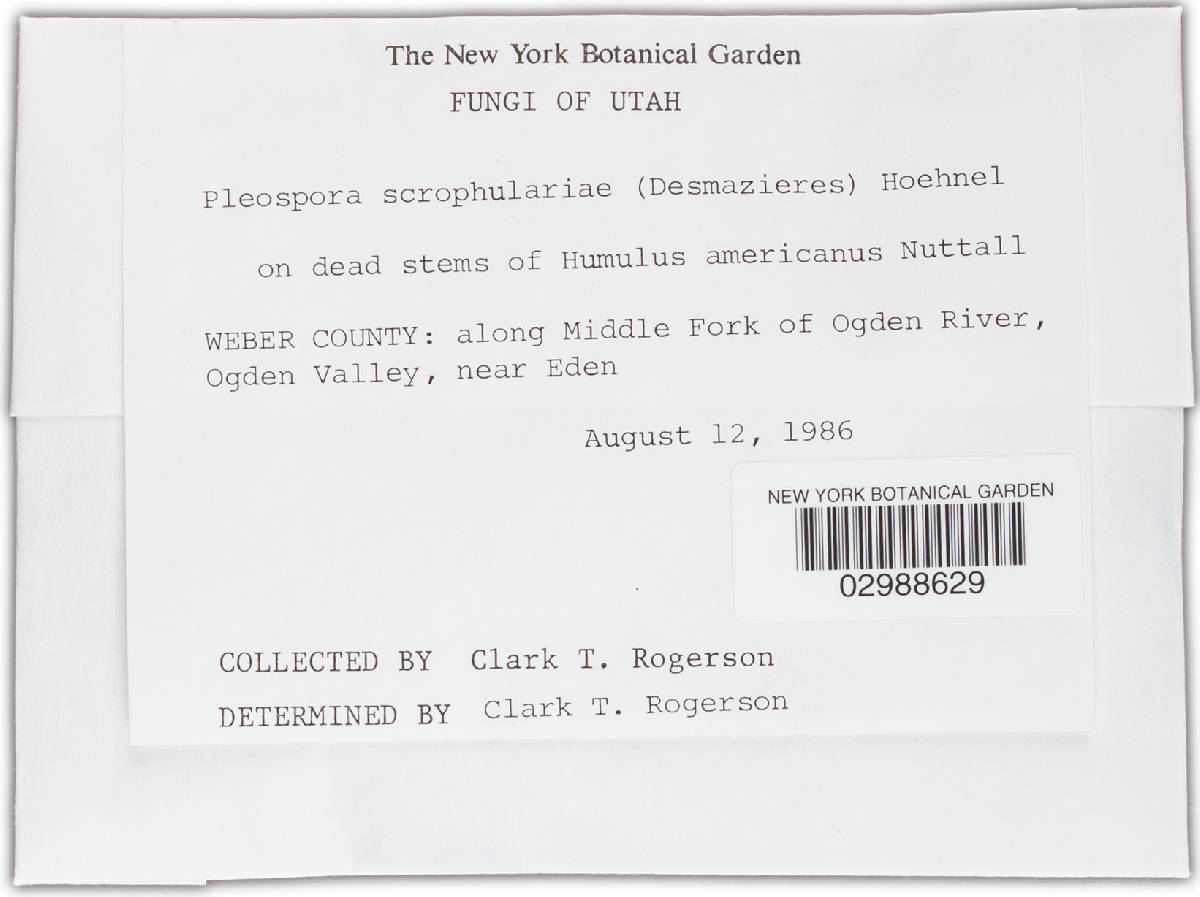 The New York Botanical Garden
FUNGI OF UTAH
Pleospora scrophulariae (Desmazieres) Hoehnel
on dead stems of Humulus americanus Nuttall
WEBER COUNTY: along Middle Fork of Ogden River,
Ogden Valley, near Eden
August 12, 1986
NEW YORK BOTANICAL GARDEN
02988629
COLLECTED BY Clark T. Rogerson
DETERMINED BY Clark T. Rogerson